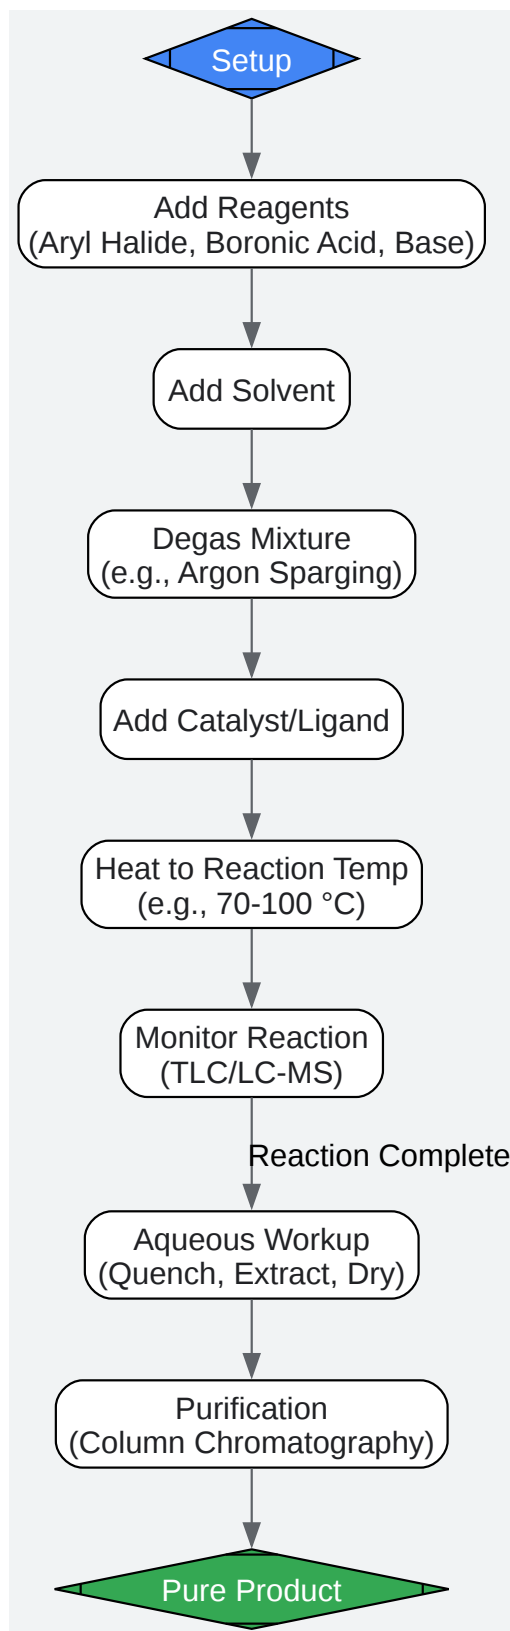 Setup
Add Reagents
(Aryl Halide, Boronic Acid, Base)
Add Solvent
Degas Mixture
(e.g., Argon Sparging)
Add Catalyst/Ligand
Heat to Reaction Temp
(e.g., 70-100 °C)
Monitor Reaction
(TLC/LC-MS)
Reaction Complete
Aqueous Workup
(Quench, Extract, Dry)
Purification
(Column Chromatography)
Pure Product